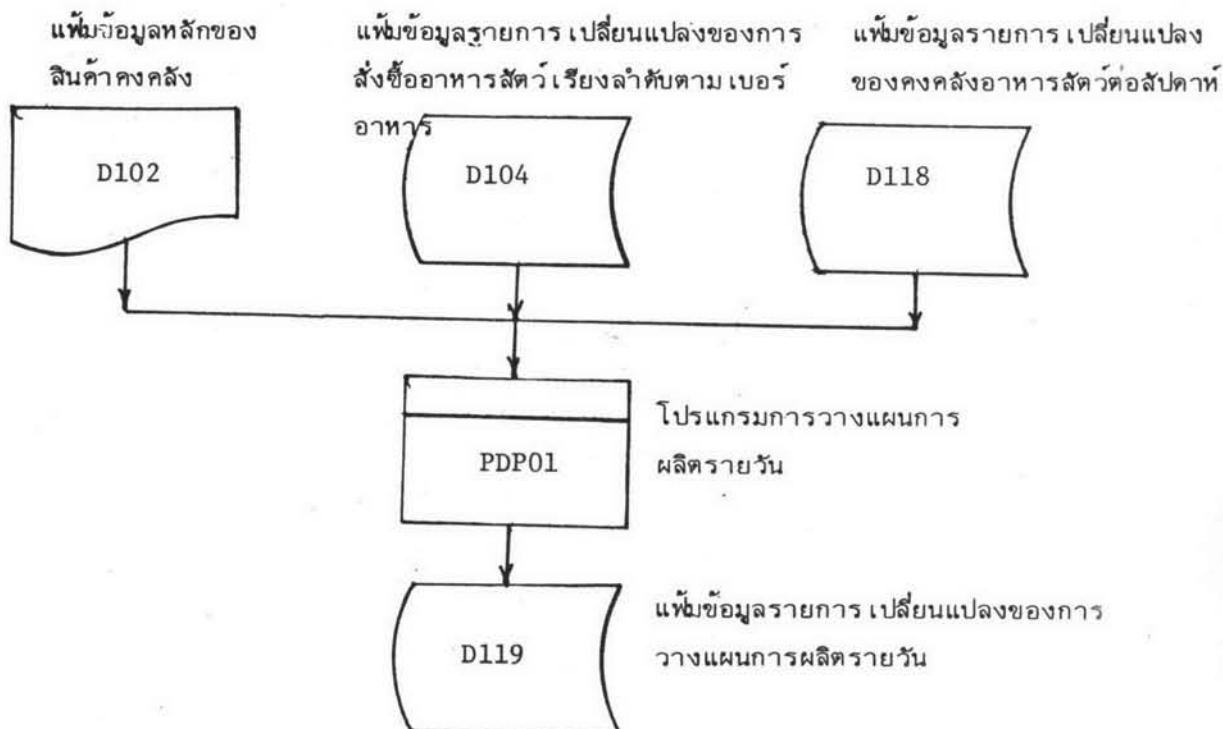 แฟ้มข้อมูลหลักของ
สินค้าคงคลัง
แฟ้มข้อมูลรายการ เปลี่ยนแปลงของการ
สั่งซื้ออาหารสัตว์ เรียงลำดับตาม เบอร์
อาหาร
แฟ้มข้อมูลรายการ เปลี่ยนแปลง
ของคงคลังอาหารสัตว์ต่อสัปดาห์
D102
D104
D118
PDP01
โปรแกรมการวางแผนการ
ผลิตรายวัน
D119
แฟ้มข้อมูลรายการ เปลี่ยนแปลงของการ
วางแผนการผลิตรายวัน